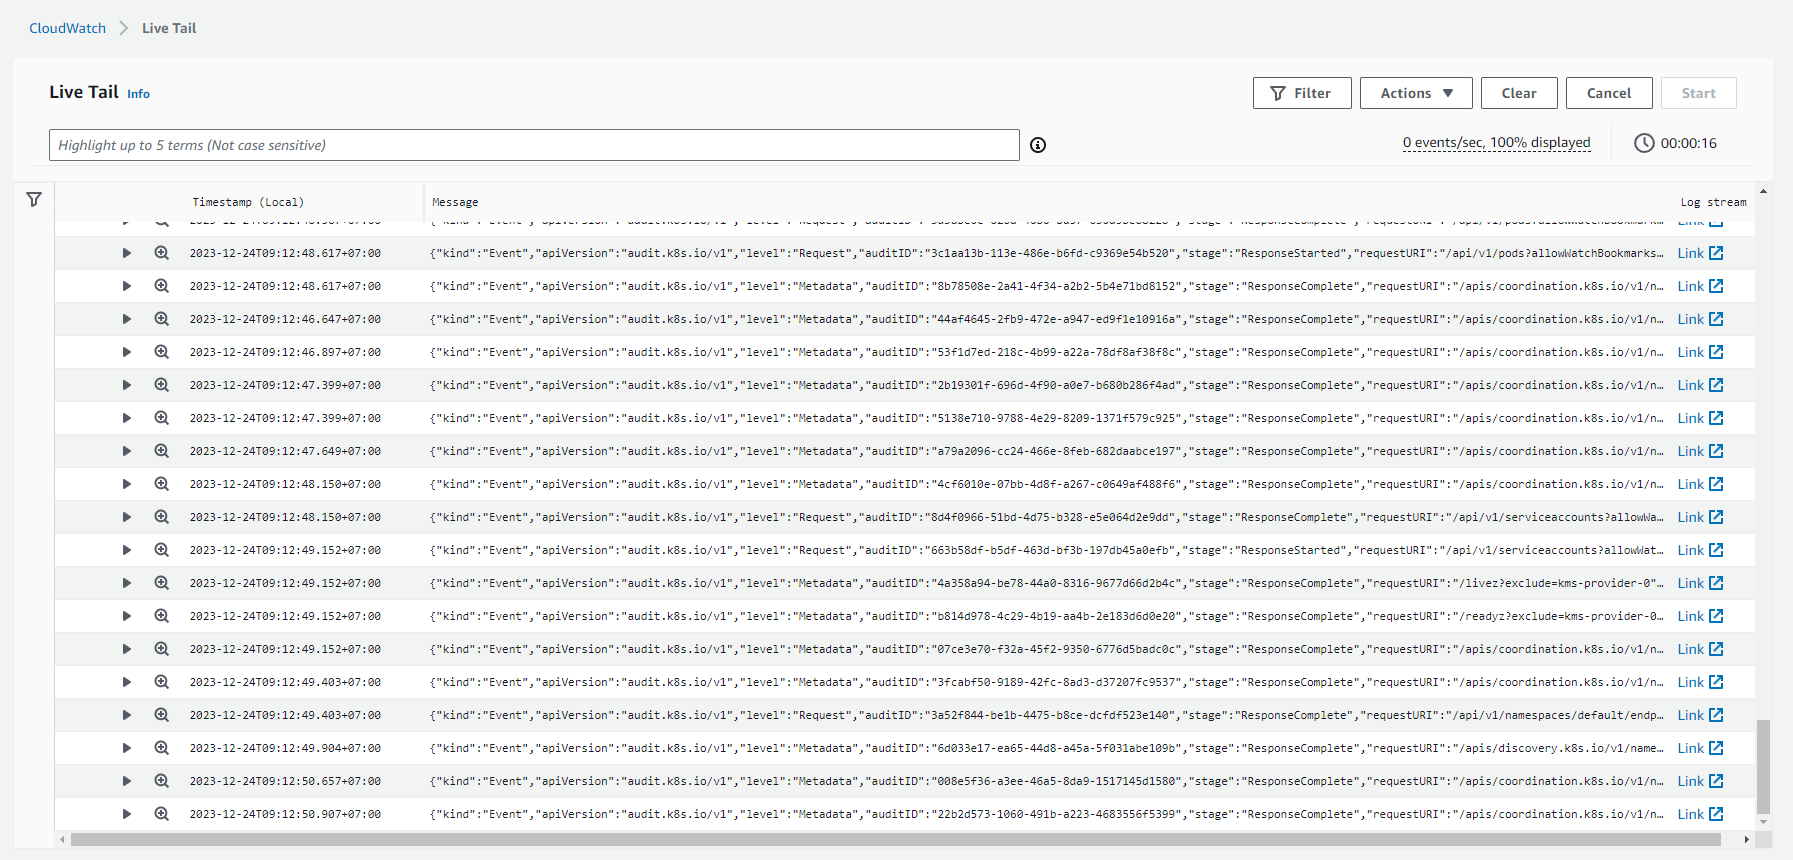 CloudWatch > Live Tail
Live Tail Info
Filter Actions Clear Cancel Start
Highlight up to 5 terms (Not case sensitive)
0 events/sec, 100% displayed 00:00:16
Timestamp (Local) Message Log stream
2023-12-24T09:12:48.617+07:00 {"kind":"Event","apiVersion":"audit.k8s.io/v1","level":"Request","auditID":"3c1aa13b-113e-486e-b6fd-c9369e54b520","stage":"ResponseStarted","requestURI":"/api/v1/pods?allowWatchBookmarks… Link
2023-12-24T09:12:48.617+07:00 {"kind":"Event","apiVersion":"audit.k8s.io/v1","level":"Metadata","auditID":"8b78508e-2a41-4f34-a2b2-5b4e71bd8152","stage":"ResponseComplete","requestURI":"/apis/coordination.k8s.io/v1/n… Link
2023-12-24T09:12:46.647+07:00 {"kind":"Event","apiVersion":"audit.k8s.io/v1","level":"Metadata","auditID":"44af4645-2fb9-472e-a947-ed9f1e10916a","stage":"ResponseComplete","requestURI":"/apis/coordination.k8s.io/v1/n… Link
2023-12-24T09:12:46.897+07:00 {"kind":"Event","apiVersion":"audit.k8s.io/v1","level":"Metadata","auditID":"53f1d7ed-218c-4b99-a22a-78df8af38f8c","stage":"ResponseComplete","requestURI":"/apis/coordination.k8s.io/v1/n… Link
2023-12-24T09:12:47.399+07:00 {"kind":"Event","apiVersion":"audit.k8s.io/v1","level":"Metadata","auditID":"2b19301f-696d-4f90-a0e7-b680b286f4ad","stage":"ResponseComplete","requestURI":"/apis/coordination.k8s.io/v1/n… Link
2023-12-24T09:12:47.399+07:00 {"kind":"Event","apiVersion":"audit.k8s.io/v1","level":"Metadata","auditID":"5138e710-9788-4e29-8209-1371f579c925","stage":"ResponseComplete","requestURI":"/apis/coordination.k8s.io/v1/n… Link
2023-12-24T09:12:47.649+07:00 {"kind":"Event","apiVersion":"audit.k8s.io/v1","level":"Metadata","auditID":"a79a2096-cc24-466e-8feb-682daabce197","stage":"ResponseComplete","requestURI":"/apis/coordination.k8s.io/v1/n… Link
2023-12-24T09:12:48.150+07:00 {"kind":"Event","apiVersion":"audit.k8s.io/v1","level":"Metadata","auditID":"4cf6010e-07bb-4d8f-a267-c0649af488f6","stage":"ResponseComplete","requestURI":"/apis/coordination.k8s.io/v1/n… Link
2023-12-24T09:12:48.150+07:00 {"kind":"Event","apiVersion":"audit.k8s.io/v1","level":"Request","auditID":"8d4f0966-51bd-4d75-b328-e5e064d2e9dd","stage":"ResponseComplete","requestURI":"/api/v1/serviceaccounts?allowWa… Link
2023-12-24T09:12:49.152+07:00 {"kind":"Event","apiVersion":"audit.k8s.io/v1","level":"Request","auditID":"663b58df-b5df-463d-bf3b-197db45a0efb","stage":"ResponseStarted","requestURI":"/api/v1/serviceaccounts?allowWat… Link
2023-12-24T09:12:49.152+07:00 {"kind":"Event","apiVersion":"audit.k8s.io/v1","level":"Metadata","auditID":"4a358a94-be78-44a0-8316-9677d66d2b4c","stage":"ResponseComplete","requestURI":"/livez?exclude=kms-provider-0"… Link
2023-12-24T09:12:49.152+07:00 {"kind":"Event","apiVersion":"audit.k8s.io/v1","level":"Metadata","auditID":"b814d978-4c29-4b19-aa4b-2e183d6d0e20","stage":"ResponseComplete","requestURI":"/readyz?exclude=kms-provider-0… Link
2023-12-24T09:12:49.152+07:00 {"kind":"Event","apiVersion":"audit.k8s.io/v1","level":"Metadata","auditID":"07ce3e70-f32a-45f2-9350-6776d5badc0c","stage":"ResponseComplete","requestURI":"/apis/coordination.k8s.io/v1/n… Link
2023-12-24T09:12:49.403+07:00 {"kind":"Event","apiVersion":"audit.k8s.io/v1","level":"Metadata","auditID":"3fcabf50-9189-42fc-8ad3-d37207fc9537","stage":"ResponseComplete","requestURI":"/apis/coordination.k8s.io/v1/n… Link
2023-12-24T09:12:49.403+07:00 {"kind":"Event","apiVersion":"audit.k8s.io/v1","level":"Request","auditID":"3a52f844-be1b-4475-b8ce-dcfdf523e140","stage":"ResponseComplete","requestURI":"/api/v1/namespaces/default/endp… Link
2023-12-24T09:12:49.904+07:00 {"kind":"Event","apiVersion":"audit.k8s.io/v1","level":"Metadata","auditID":"6d033e17-ea65-44d8-a45a-5f031abe109b","stage":"ResponseComplete","requestURI":"/apis/discovery.k8s.io/v1/name… Link
2023-12-24T09:12:50.657+07:00 {"kind":"Event","apiVersion":"audit.k8s.io/v1","level":"Metadata","auditID":"008e5f36-a3ee-46a5-8da9-1517145d1580","stage":"ResponseComplete","requestURI":"/apis/coordination.k8s.io/v1/n… Link
2023-12-24T09:12:50.907+07:00 {"kind":"Event","apiVersion":"audit.k8s.io/v1","level":"Metadata","auditID":"22b2d573-1060-491b-a223-4683556f5399","stage":"ResponseComplete","requestURI":"/apis/coordination.k8s.io/v1/n… Link